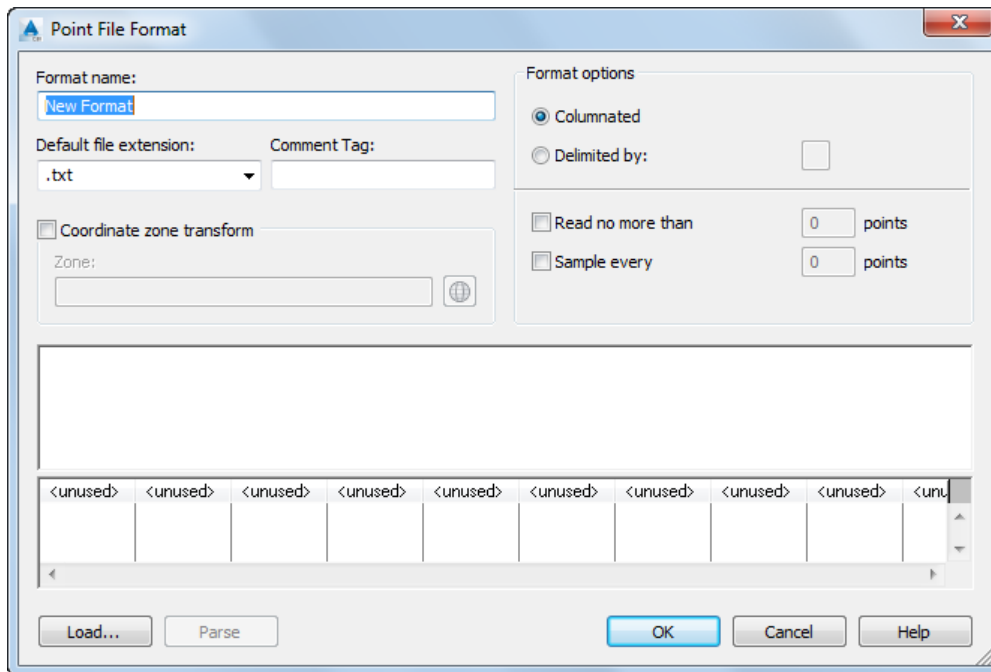 Point File Format
Format name:
New Format
Default file extension:
Comment Tag:
.txt
Coordinate zone transform
Zone:
Format options
Columnated
Delimited by:
Read no more than 0 points
Sample every 0 points
<unused> <unused> <unused> <unused> <unused> <unused> <unused> <unused> <unused> <unu
Load... Parse OK Cancel Help